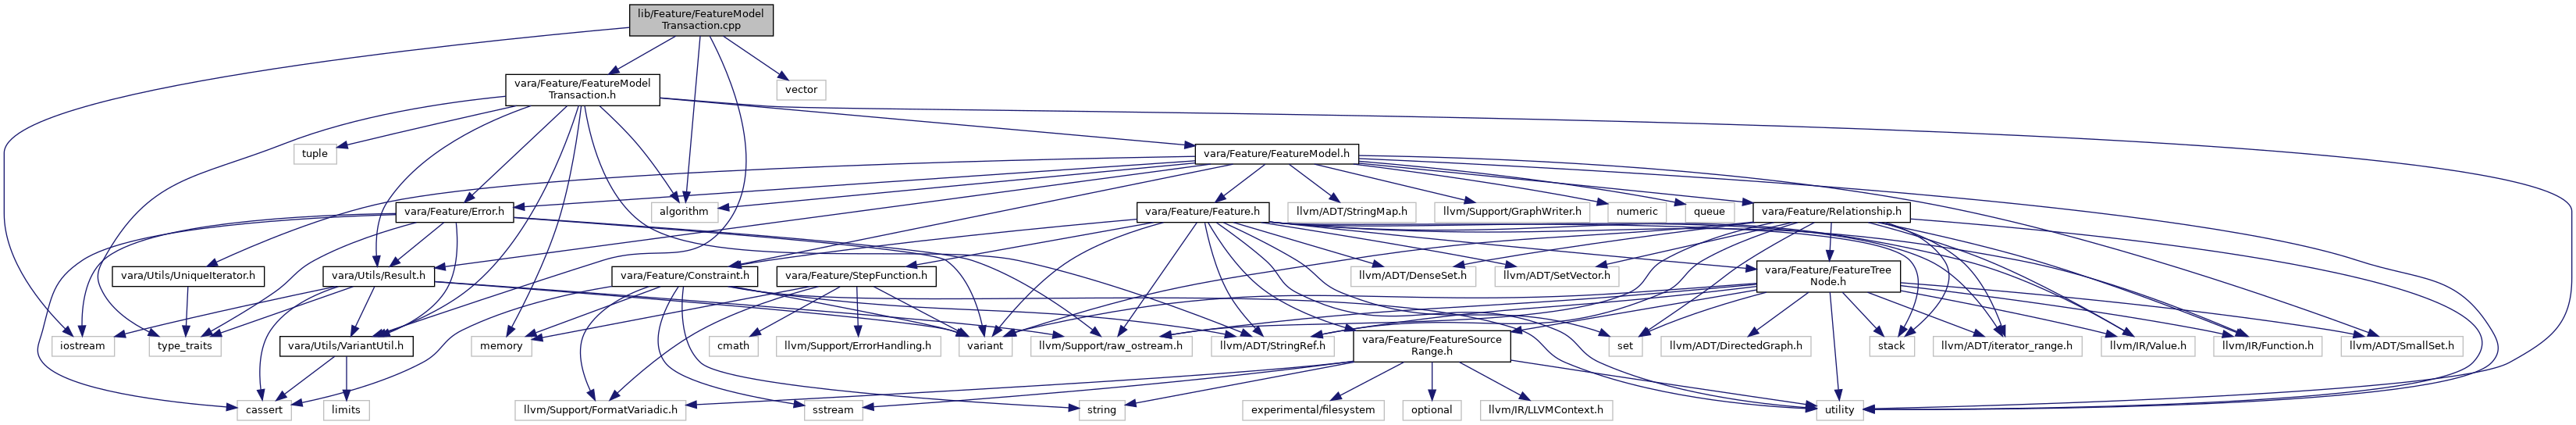 lib/Feature/FeatureModel
Transaction.cpp
vara/Feature/FeatureModel
Transaction.h
vector
tuple
vara/Feature/FeatureModel.h
vara/Feature/Error.h
algorithm
vara/Feature/Feature.h
llvm/ADT/StringMap.h
llvm/Support/GraphWriter.h
numeric
queue
vara/Feature/Relationship.h
vara/Utils/UniqueIterator.h
vara/Utils/Result.h
vara/Feature/Constraint.h
vara/Feature/StepFunction.h
llvm/ADT/DenseSet.h
llvm/ADT/SetVector.h
vara/Feature/FeatureTree
Node.h
iostream
type_traits
vara/Utils/VariantUtil.h
memory
cmath
llvm/Support/ErrorHandling.h
variant
llvm/Support/raw_ostream.h
llvm/ADT/StringRef.h
vara/Feature/FeatureSource
Range.h
set
llvm/ADT/DirectedGraph.h
stack
llvm/ADT/iterator_range.h
llvm/IR/Value.h
llvm/IR/Function.h
llvm/ADT/SmallSet.h
cassert
limits
llvm/Support/FormatVariadic.h
sstream
string
experimental/filesystem
optional
llvm/IR/LLVMContext.h
utility